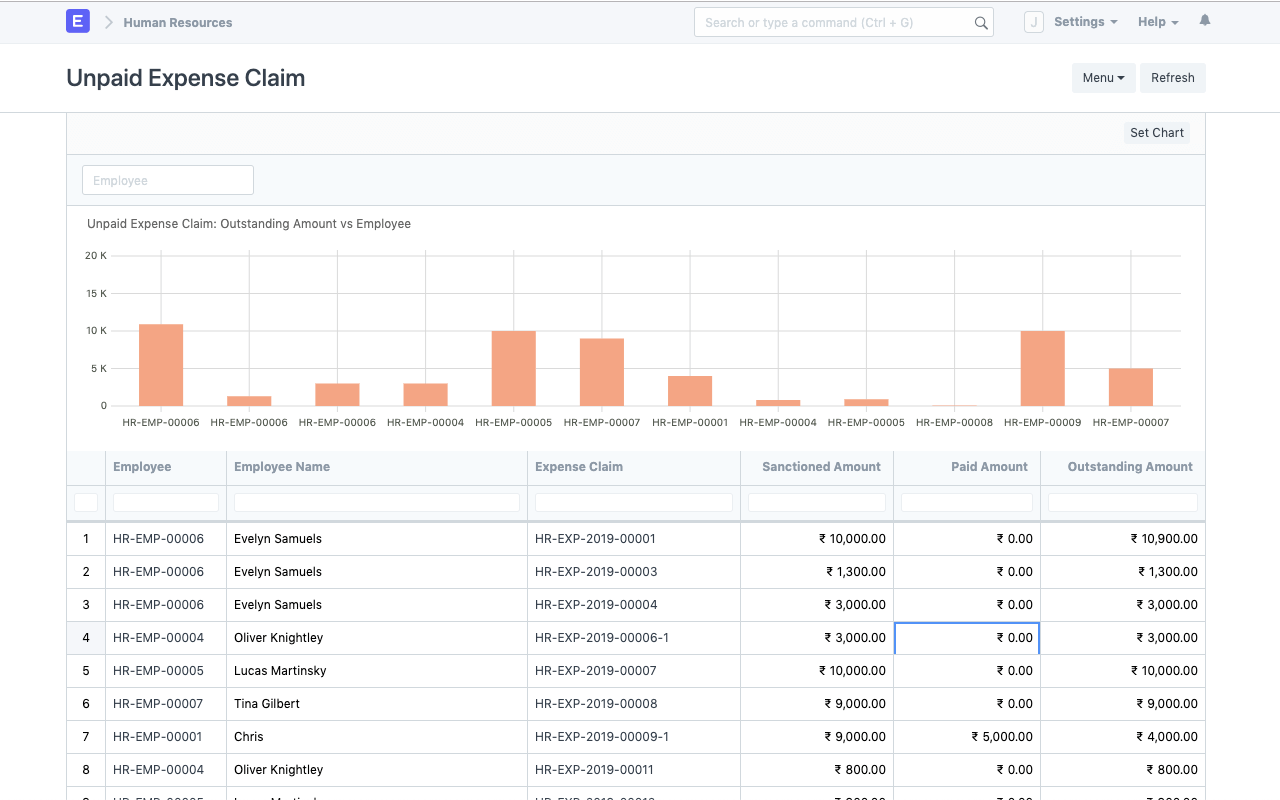 E Human Resources Search or type a command (Ctrl + G) J Settings Help
Unpaid Expense Claim Menu Refresh
Set Chart
Employee
Unpaid Expense Claim: Outstanding Amount vs Employee
20 K
15 K
10 K
5 K
0
HR-EMP-00006 HR-EMP-00006 HR-EMP-00006 HR-EMP-00004 HR-EMP-00005 HR-EMP-00007 HR-EMP-00001 HR-EMP-00004 HR-EMP-00005 HR-EMP-00008 HR-EMP-00009 HR-EMP-00007
Employee Employee Name Expense Claim Sanctioned Amount Paid Amount Outstanding Amount
1 HR-EMP-00006 Evelyn Samuels HR-EXP-2019-00001 ₹ 10,000.00 ₹ 0.00 ₹ 10,900.00
2 HR-EMP-00006 Evelyn Samuels HR-EXP-2019-00003 ₹ 1,300.00 ₹ 0.00 ₹ 1,300.00
3 HR-EMP-00006 Evelyn Samuels HR-EXP-2019-00004 ₹ 3,000.00 ₹ 0.00 ₹ 3,000.00
4 HR-EMP-00004 Oliver Knightley HR-EXP-2019-00006-1 ₹ 3,000.00 ₹ 0.00 ₹ 3,000.00
5 HR-EMP-00005 Lucas Martinsky HR-EXP-2019-00007 ₹ 10,000.00 ₹ 0.00 ₹ 10,000.00
6 HR-EMP-00007 Tina Gilbert HR-EXP-2019-00008 ₹ 9,000.00 ₹ 0.00 ₹ 9,000.00
7 HR-EMP-00001 Chris HR-EXP-2019-00009-1 ₹ 9,000.00 ₹ 5,000.00 ₹ 4,000.00
8 HR-EMP-00004 Oliver Knightley HR-EXP-2019-00011 ₹ 800.00 ₹ 0.00 ₹ 800.00